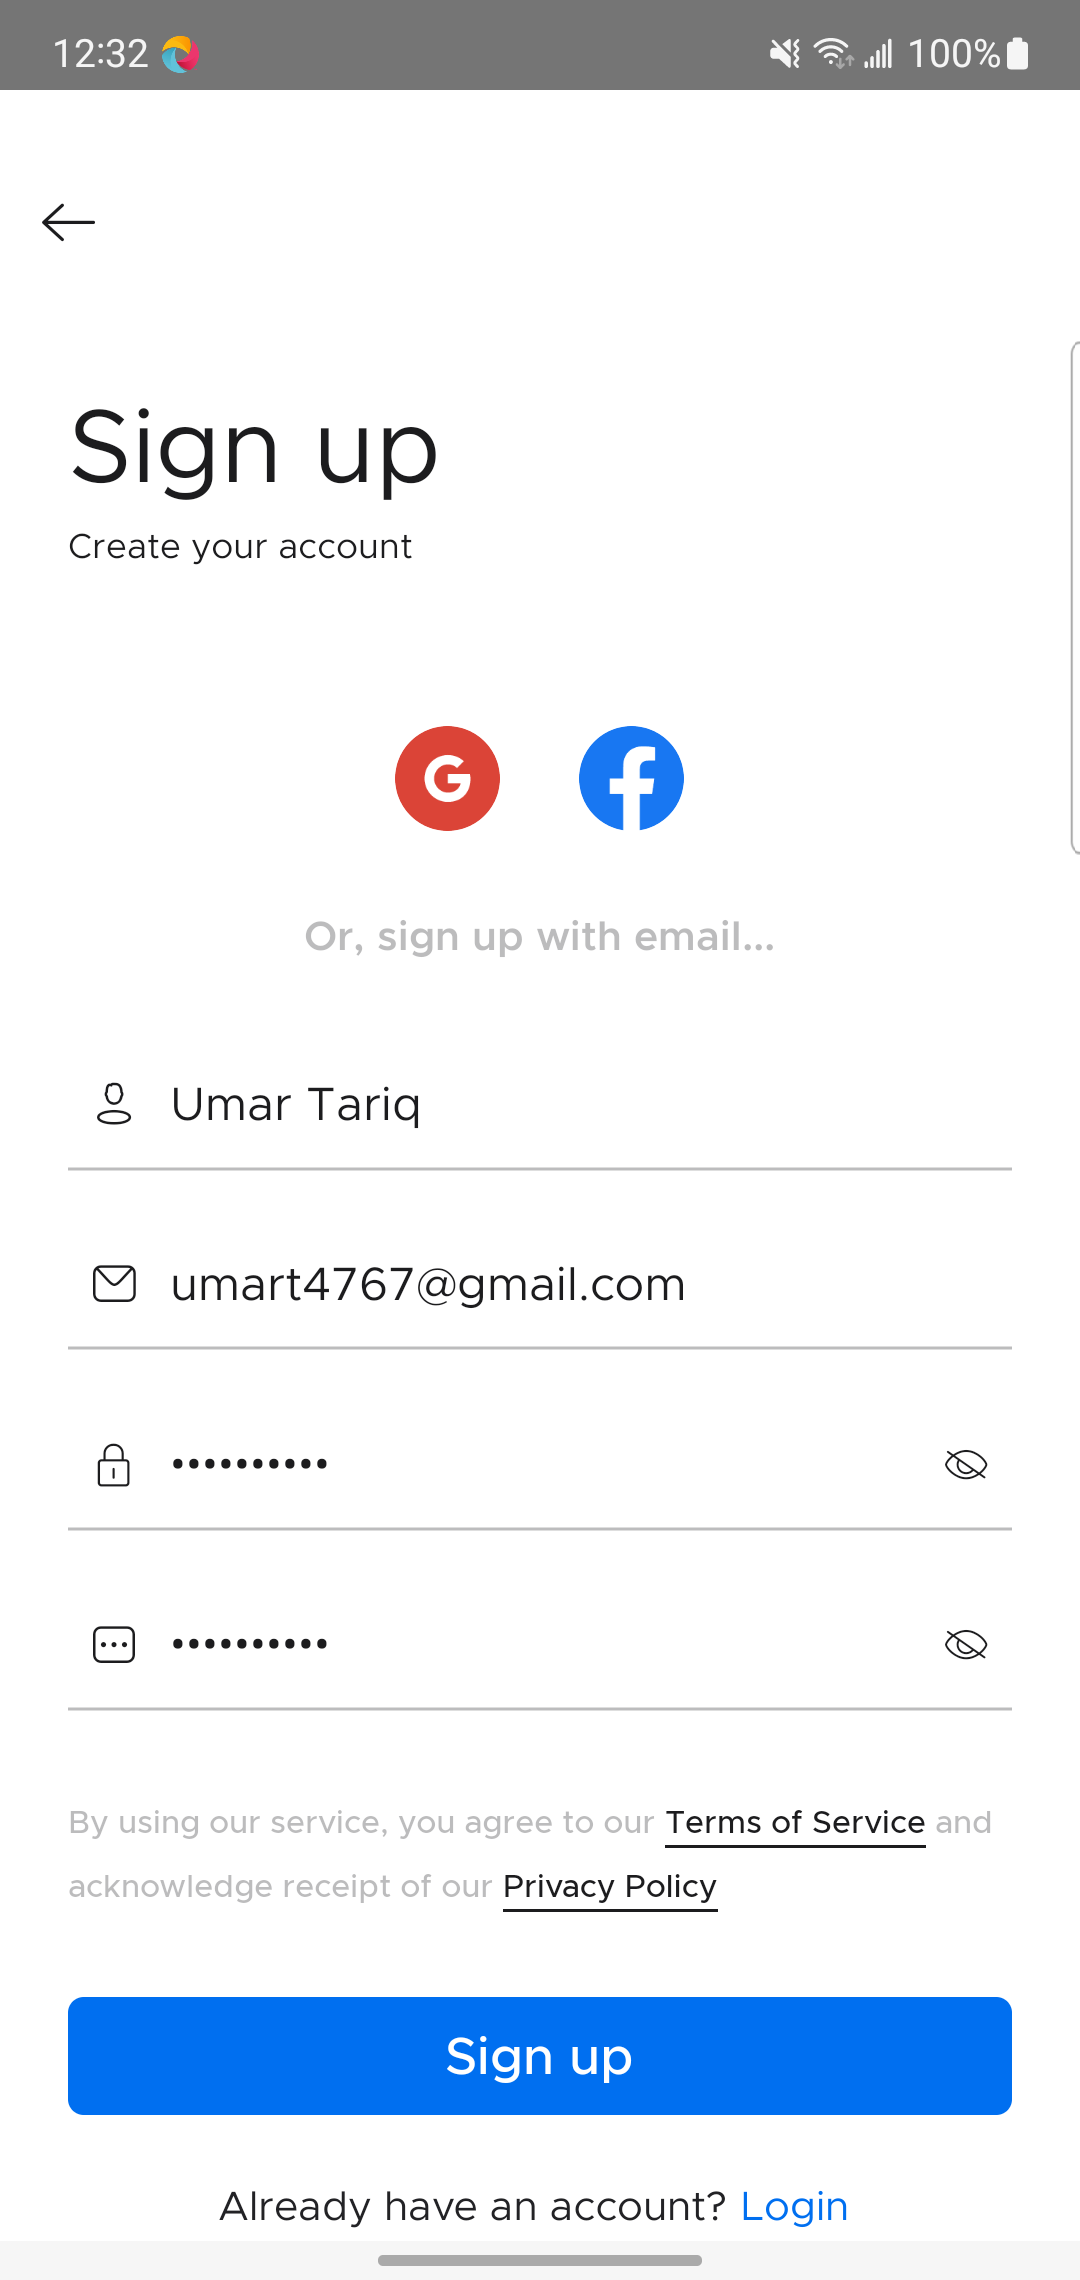 12:32 100%
Sign up
Create your account
Or, sign up with email...
Umar Tariq
umart4767@gmail.com
••••••••••
••••••••••
By using our service, you agree to our Terms of Service and
acknowledge receipt of our Privacy Policy
Sign up
Already have an account? Login